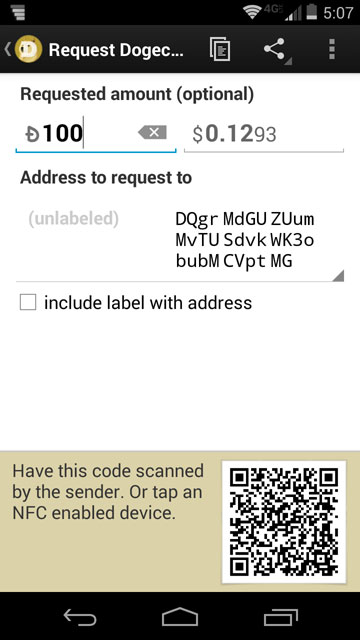 4G 5:07
Request Dogec...
Requested amount (optional)
Ð100 $0.1293
Address to request to
(unlabeled) DQgr MdGU ZUum
MvTU Sdvk WK3o
bubM CVpt MG
include label with address
Have this code scanned
by the sender. Or tap an
NFC enabled device.